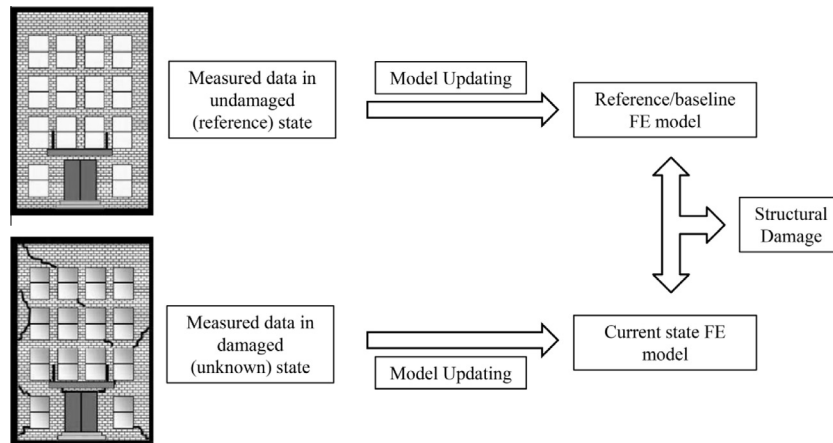 Measured data in
undamaged
(reference) state
Model Updating
Reference/baseline
FE model
Structural
Damage
Measured data in
damaged
(unknown) state
Model Updating
Current state FE
model